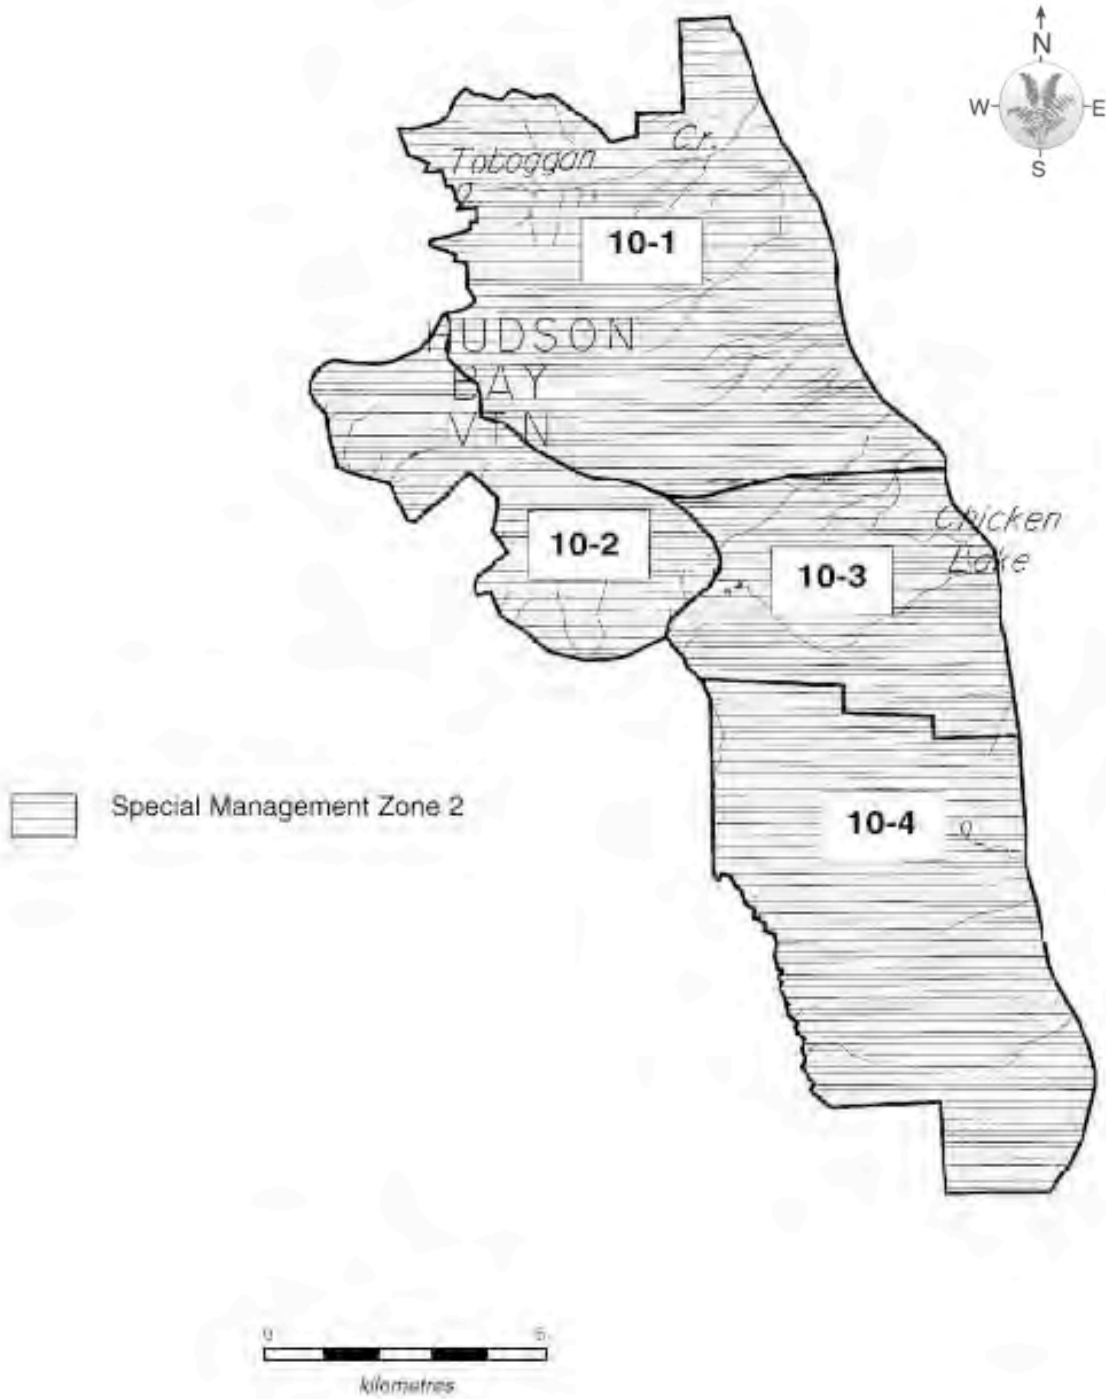 N
W E
S
Toboggan Cr.
10-1
HUDSON
BAY
MTN
Chicken
Lake
10-2
10-3
Special Management Zone 2
10-4
0 5
kilometres